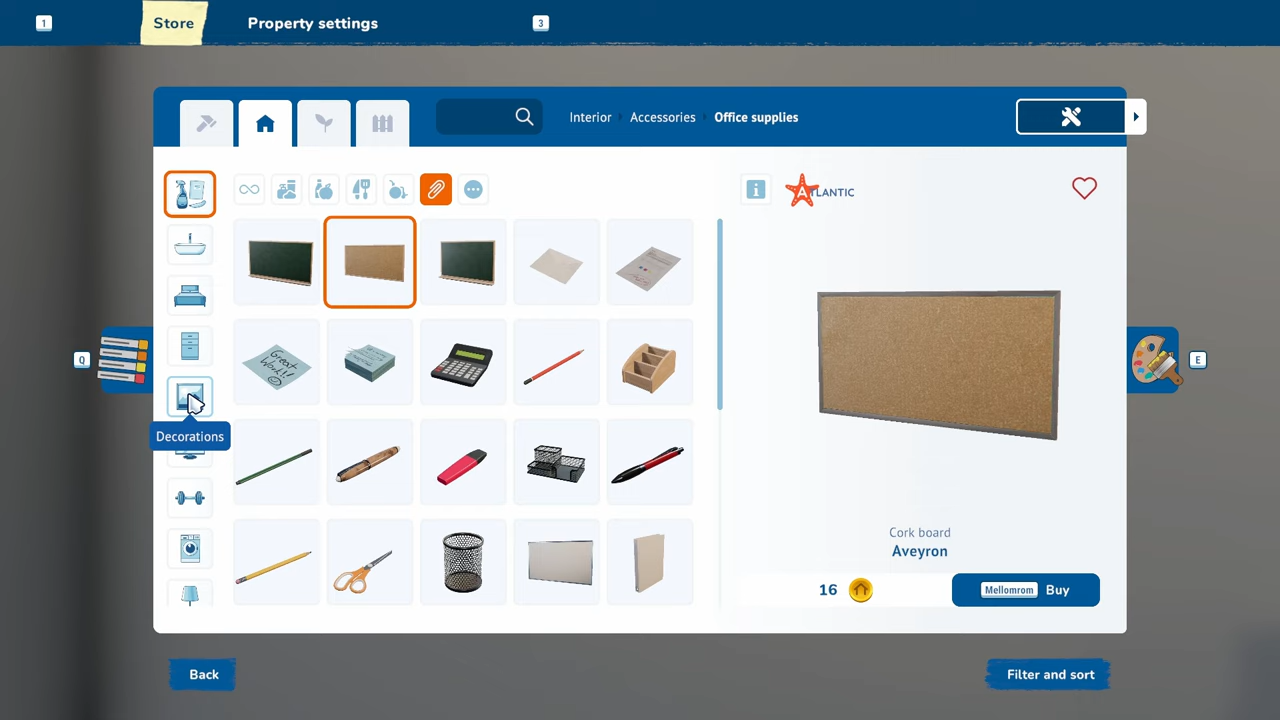 1
Store
Property settings
3
Interior
Accessories
Office supplies
ATLANTIC
Great
Work!!
Q
E
Decorations
Cork board
Aveyron
16
Mellomrom
Buy
Back
Filter and sort